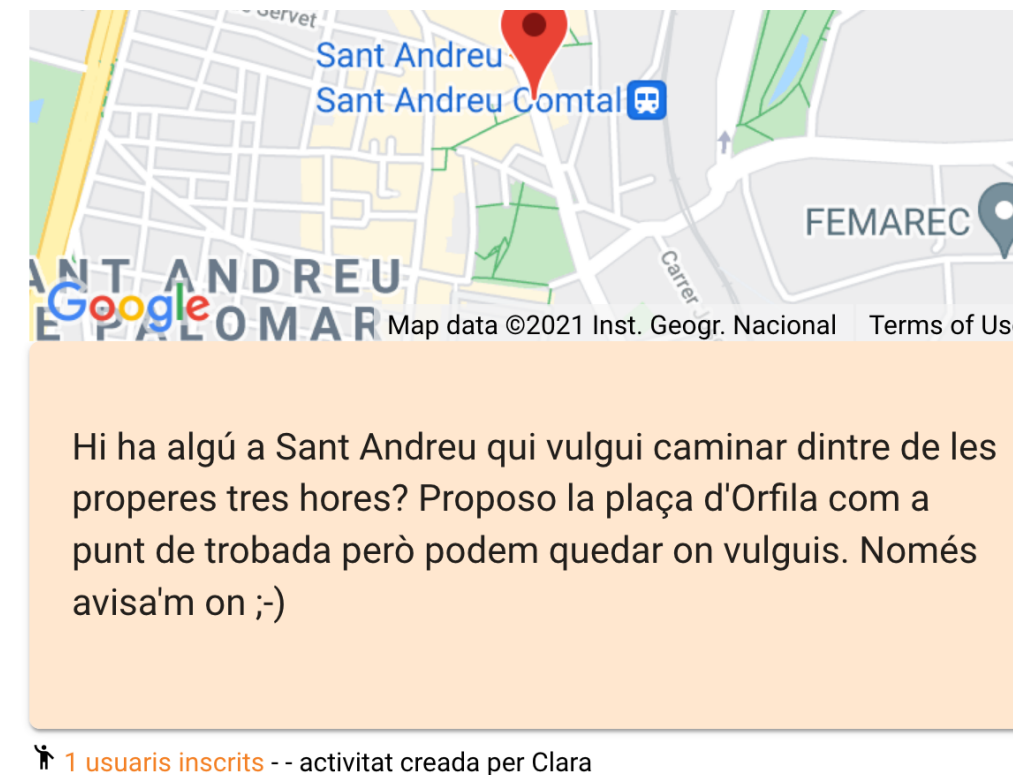 Servet
Sant Andreu
Sant Andreu Comtal
FEMAREC
Carrer J
ANT ANDREU
E PALOMAR
Google
Map data ©2021 Inst. Geogr. Nacional
Terms of Us
Hi ha algú a Sant Andreu qui vulgui caminar dintre de les
properes tres hores? Proposo la plaça d'Orfila com a
punt de trobada però podem quedar on vulguis. Només
avisa'm on ;-)
1 usuaris inscrits - - activitat creada per Clara